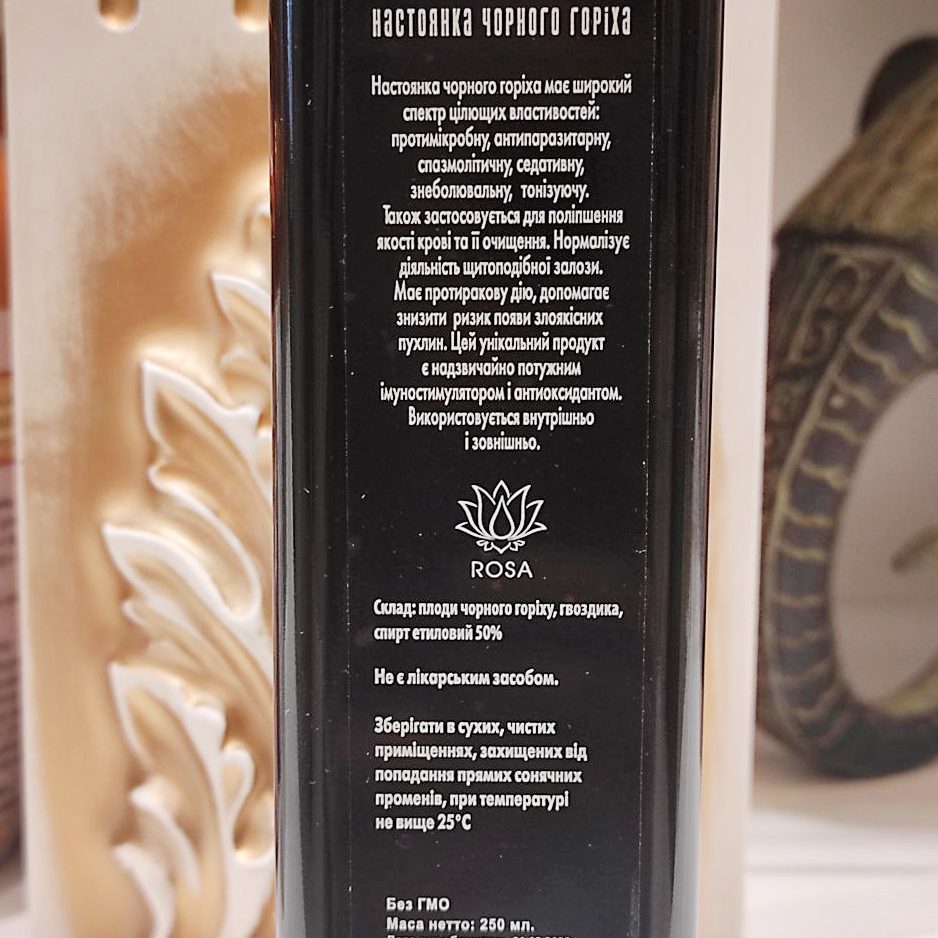 НАСТОЯНКА ЧОРНОГО ГОРІХА
Настоянка чорного горіха має широкий
спектр цілющих властивостей:
протимікробну, антипаразитарну,
спазмолітичну, седативну,
знеболювальну, тонізуючу.
Також застосовується для поліпшення
якості крові та її очищення. Нормалізує
діяльність щитоподібної залози.
Має протиракову дію, допомагає
знизити ризик появи злоякісних
пухлин. Цей унікальний продукт
є надзвичайно потужним
імуностимулятором і антиоксидантом.
Використовується внутрішньо
і зовнішньо.
ROSA
Склад: плоди чорного горіху, гвоздика,
спирт етиловий 50%
Не є лікарським засобом.
Зберігати в сухих, чистих
приміщеннях, захищених від
попадання прямих сонячних
променів, при температурі
не вище 25°С
Без ГМО
Маса нетто: 250 мл.